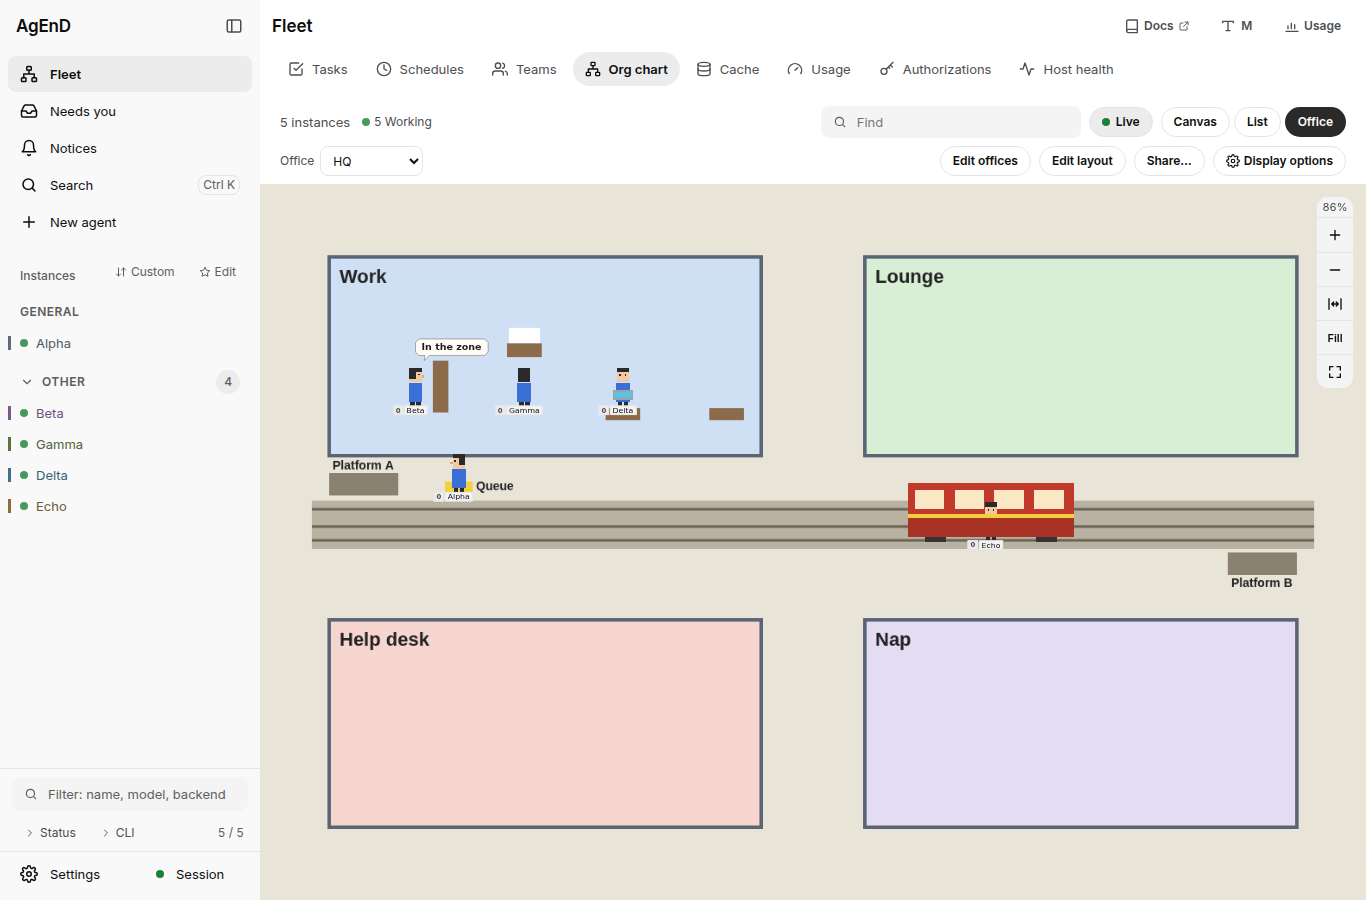 AgEnD
Fleet
Needs you
Notices
Search
Ctrl K
New agent
Instances
Custom
Edit
GENERAL
Alpha
OTHER
4
Beta
Gamma
Delta
Echo
Filter: name, model, backend
Status
CLI
5 / 5
Settings
Session
Fleet
Docs
M
Usage
Tasks
Schedules
Teams
Org chart
Cache
Usage
Authorizations
Host health
5 instances
5 Working
Find
Live
Canvas
List
Office
Office
HQ
Edit offices
Edit layout
Share...
Display options
86%
Fill
Work
In the zone
0 Beta
0 Gamma
0 Delta
Lounge
Platform A
Queue
0 Alpha
0 Echo
Platform B
Help desk
Nap